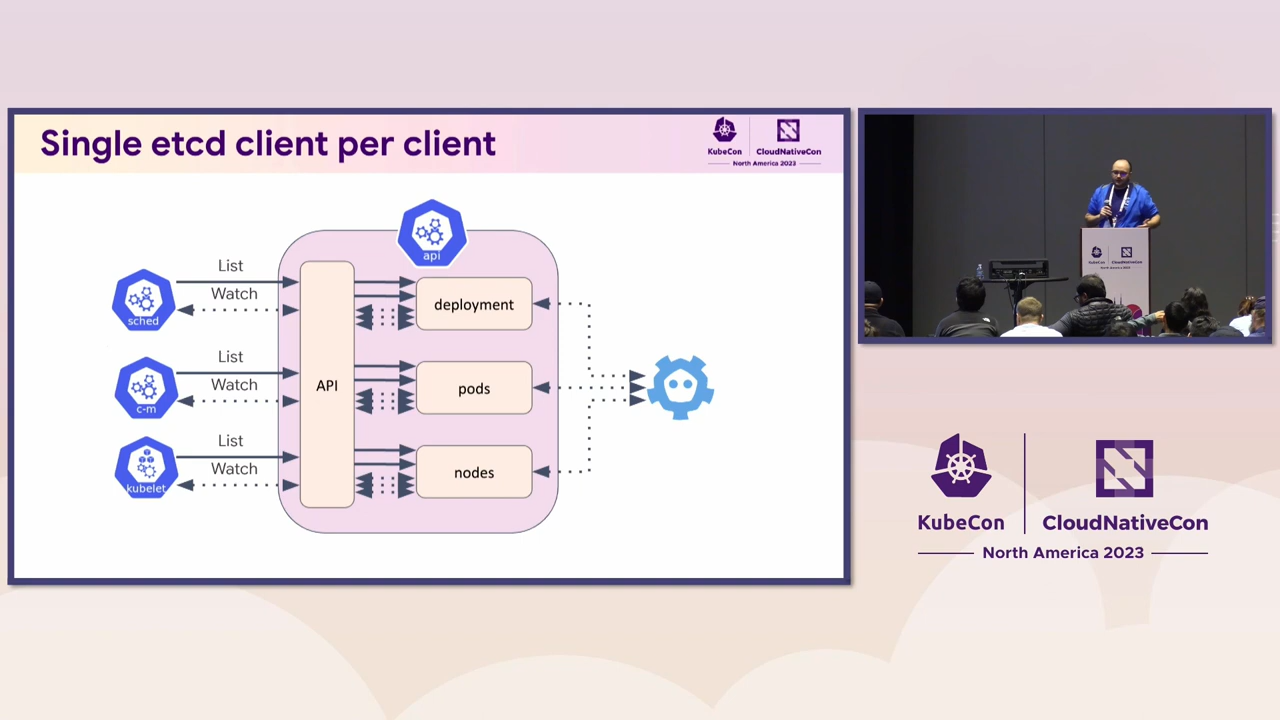 Single etcd client per client
KubeCon
CloudNativeCon
North America 2023
api
List
Watch
sched
deployment
List
Watch
c-m
API
pods
List
Watch
kubelet
nodes
KubeCon
CloudNativeCon
North America 2023